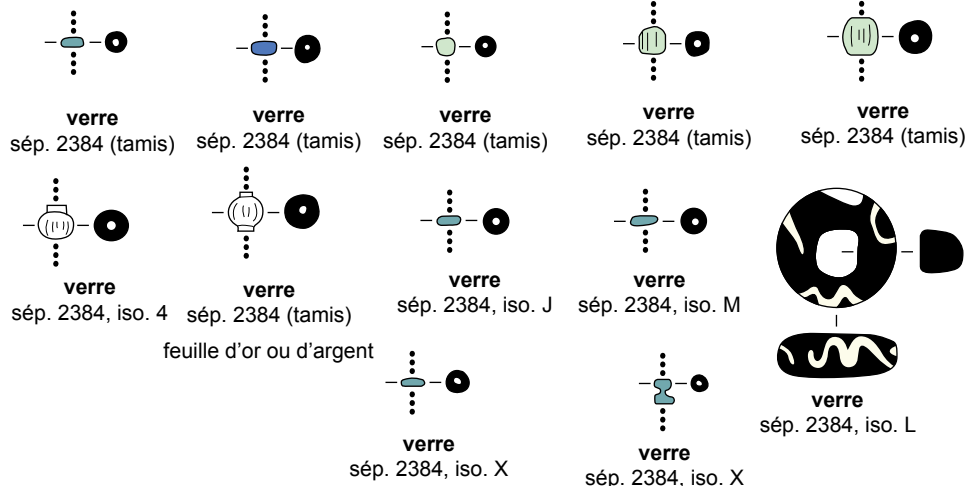 verre
sép. 2384 (tamis)
verre
sép. 2384 (tamis)
verre
sép. 2384 (tamis)
verre
sép. 2384 (tamis)
verre
sép. 2384 (tamis)
verre
sép. 2384, iso. 4
verre
sép. 2384 (tamis)
feuille d'or ou d'argent
verre
sép. 2384, iso. J
verre
sép. 2384, iso. M
verre
sép. 2384, iso. L
verre
sép. 2384, iso. X
verre
sép. 2384, iso. X